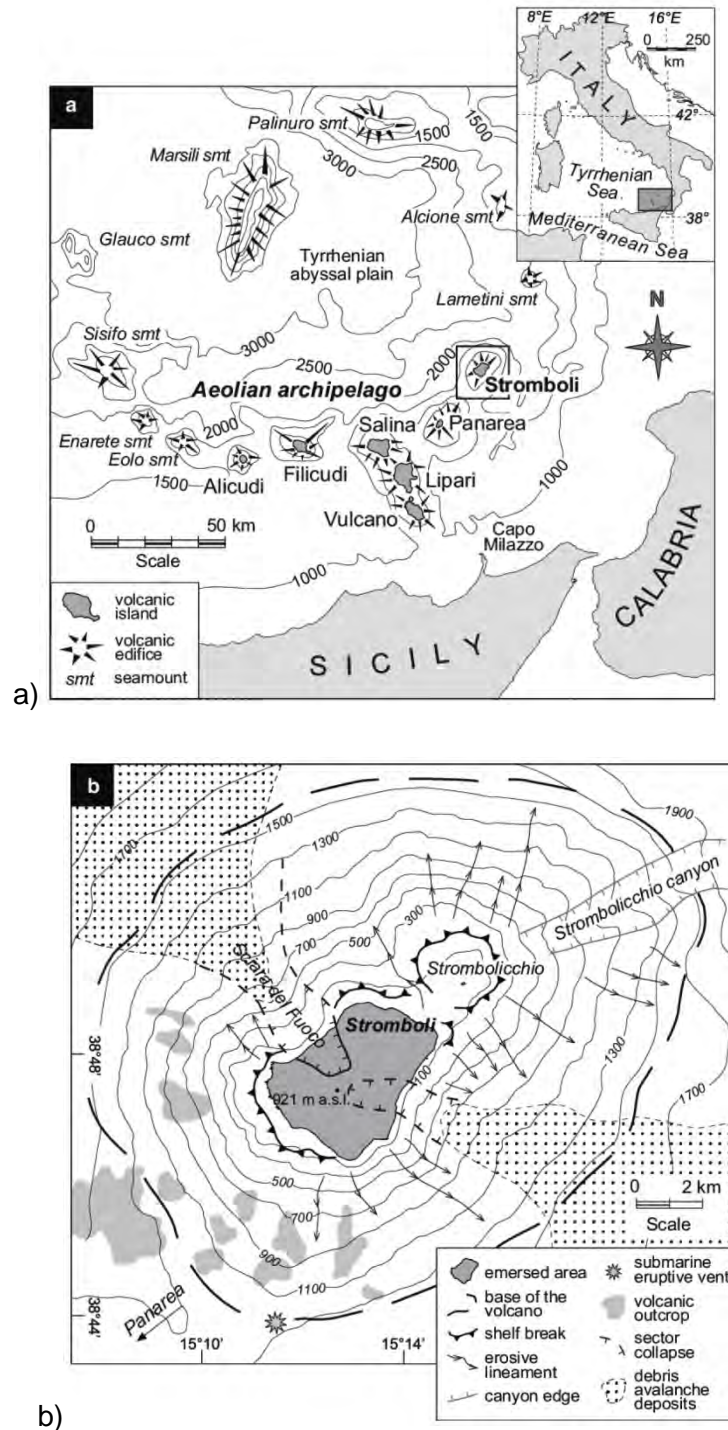 8°E 12°E 16°E
0 250
km
ITALY
42°
Tyrrhenian
Sea
38°
Mediterranean Sea
a
Palinuro smt
1500
1500
2500
3000
Marsili smt
Alcione smt
Glauco smt
Tyrrhenian
abyssal plain
Lametini smt
N
Sisifo smt
3000
2500
2000
Aeolian archipelago
Stromboli
Enarete smt
2000
Salina
Panarea
Eolo smt
Filicudi
1500
Alicudi
Lipari
1000
Vulcano
0 50 km
Scale
Capo
Milazzo
1000
CALABRIA
SICILY
volcanic
island
volcanic
edifice
smt seamount
a)
b
1900
1700
1500
1300
1100
900
700
500
300
Strombolicchio canyon
Strombolicchio
Sciara del Fuoco
Stromboli
38°48'
1300
100
1700
921 m a.s.l.
500
700
0 2 km
Scale
900
1100
38°44'
Panarea
15°10' 15°14'
emersed area
base of the
volcano
shelf break
erosive
lineament
canyon edge
submarine
eruptive vent
volcanic
outcrop
sector
collapse
debris
avalanche
deposits
b)